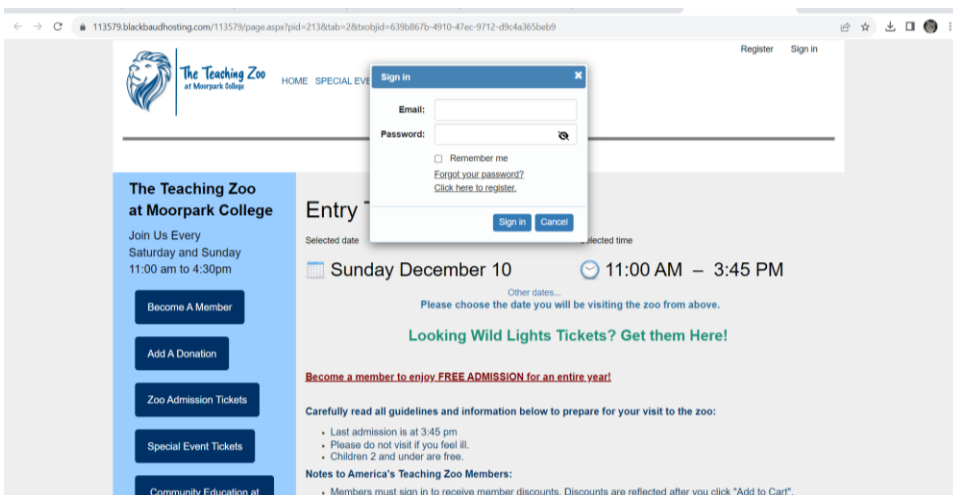 113579.blackbaudhosting.com/113579/page.aspx?pid=213&tab=2&txobjid=639b867b-4910-47ec-9712-d9c4a365beb9
Register Sign in
The Teaching Zoo
at Moorpark College
HOME SPECIAL EVE
Sign in
Email:
Password:
Remember me
Forgot your password?
Click here to register.
Sign in Cancel
The Teaching Zoo
at Moorpark College
Join Us Every
Saturday and Sunday
11:00 am to 4:30pm
Become A Member
Add A Donation
Zoo Admission Tickets
Special Event Tickets
Community Education at
Entry T
Selected date
Selected time
Sunday December 10
11:00 AM – 3:45 PM
Other dates...
Please choose the date you will be visiting the zoo from above.
Looking Wild Lights Tickets? Get them Here!
Become a member to enjoy FREE ADMISSION for an entire year!
Carefully read all guidelines and information below to prepare for your visit to the zoo:
• Last admission is at 3:45 pm
• Please do not visit if you feel ill.
• Children 2 and under are free.
Notes to America's Teaching Zoo Members:
• Members must sign in to receive member discounts. Discounts are reflected after you click "Add to Cart".